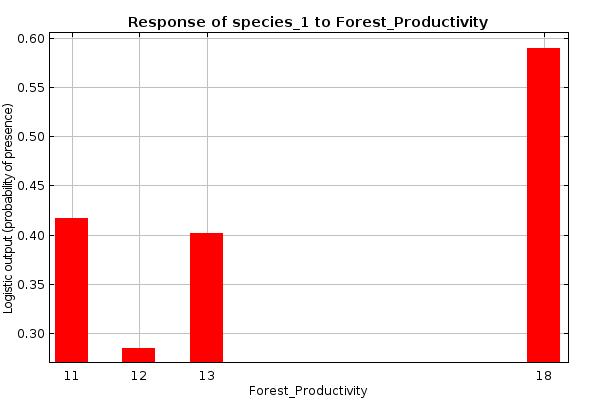 Response of species_1 to Forest_Productivity
Logistic output (probability of presence)
0.60
0.55
0.50
0.45
0.40
0.35
0.30
11 12 13 18
Forest_Productivity